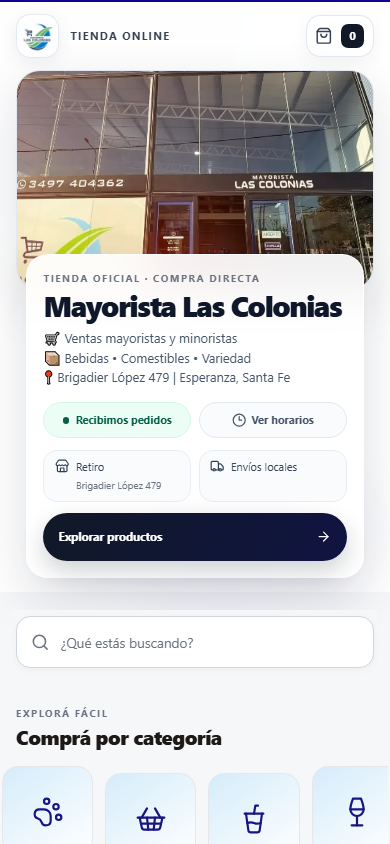 LAS COLONIAS
TIENDA ONLINE
0
3497 404362
MAYORISTA
LAS COLONIAS
TIENDA OFICIAL · COMPRA DIRECTA
Mayorista Las Colonias
🛒 Ventas mayoristas y minoristas
📦 Bebidas • Comestibles • Variedad
📍 Brigadier López 479 | Esperanza, Santa Fe
Recibimos pedidos
Ver horarios
Retiro
Brigadier López 479
Envíos locales
Explorar productos
¿Qué estás buscando?
EXPLORÁ FÁCIL
Comprá por categoría